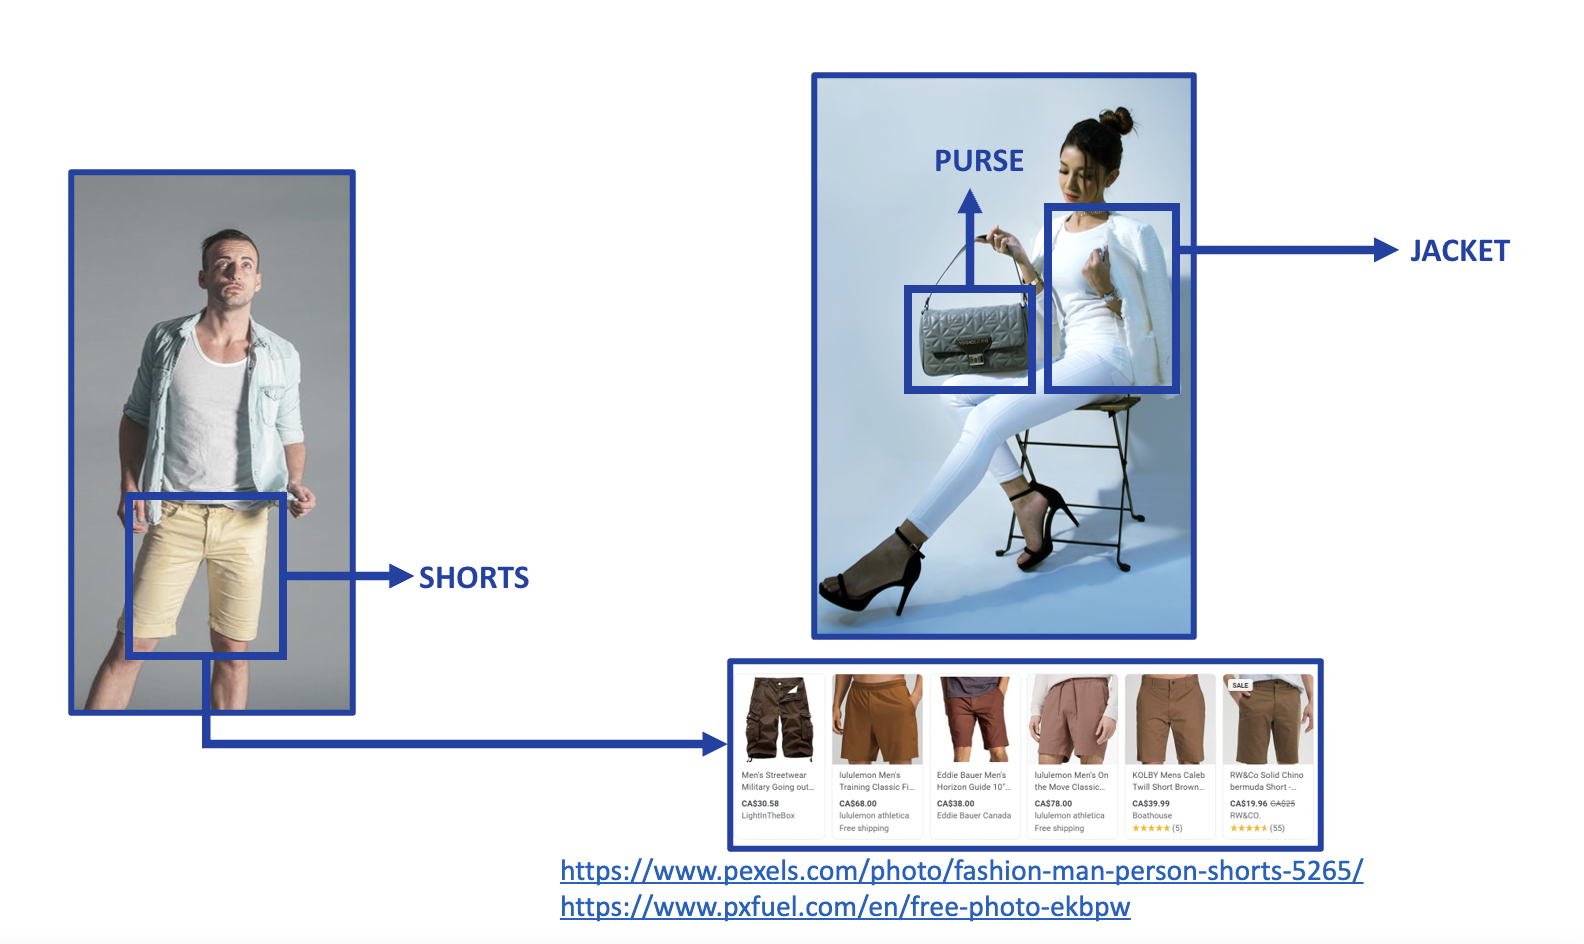 PURSE
JACKET
SHORTS
Men's Streetwear
Military Going out...
CA$30.58
LightInTheBox
lululemon Men's
Training Classic Fi...
CA$68.00
lululemon athletica
Free shipping
Eddie Bauer Men's
Horizon Guide 10"...
CA$38.00
Eddie Bauer Canada
lululemon Men's On
the Move Classic...
CA$78.00
lululemon athletica
Free shipping
KOLBY Mens Caleb
Twill Short Brown...
CA$39.99
Boathouse
★★★★★ (5)
SALE
RW&Co Solid Chino
bermuda Short -...
CA$19.96 CA$25
RW&CO.
(55)
https://www.pexels.com/photo/fashion-man-person-shorts-5265/
https://www.pxfuel.com/en/free-photo-ekbpw